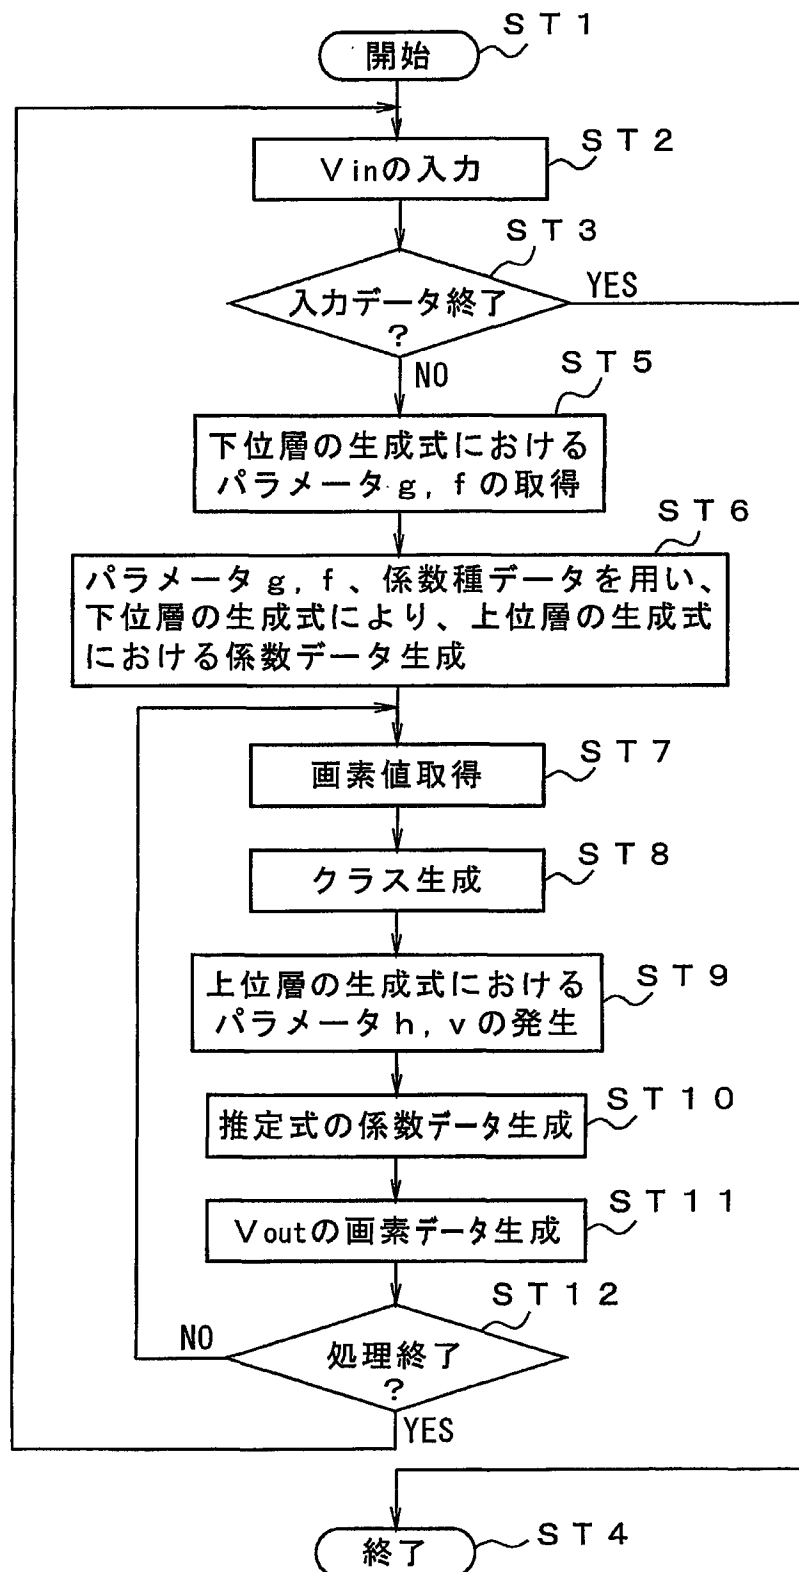 ST1
開始
ST2
Vinの入力
ST3
入力データ終了
?
YES
NO
ST5
下位層の生成式における
パラメータg,fの取得
ST6
パラメータg,f、係数種データを用い、
下位層の生成式により、上位層の生成式
における係数データ生成
ST7
画素値取得
ST8
クラス生成
ST9
上位層の生成式における
パラメータh,vの発生
ST10
推定式の係数データ生成
ST11
Voutの画素データ生成
ST12
処理終了
?
NO
YES
ST4
終了